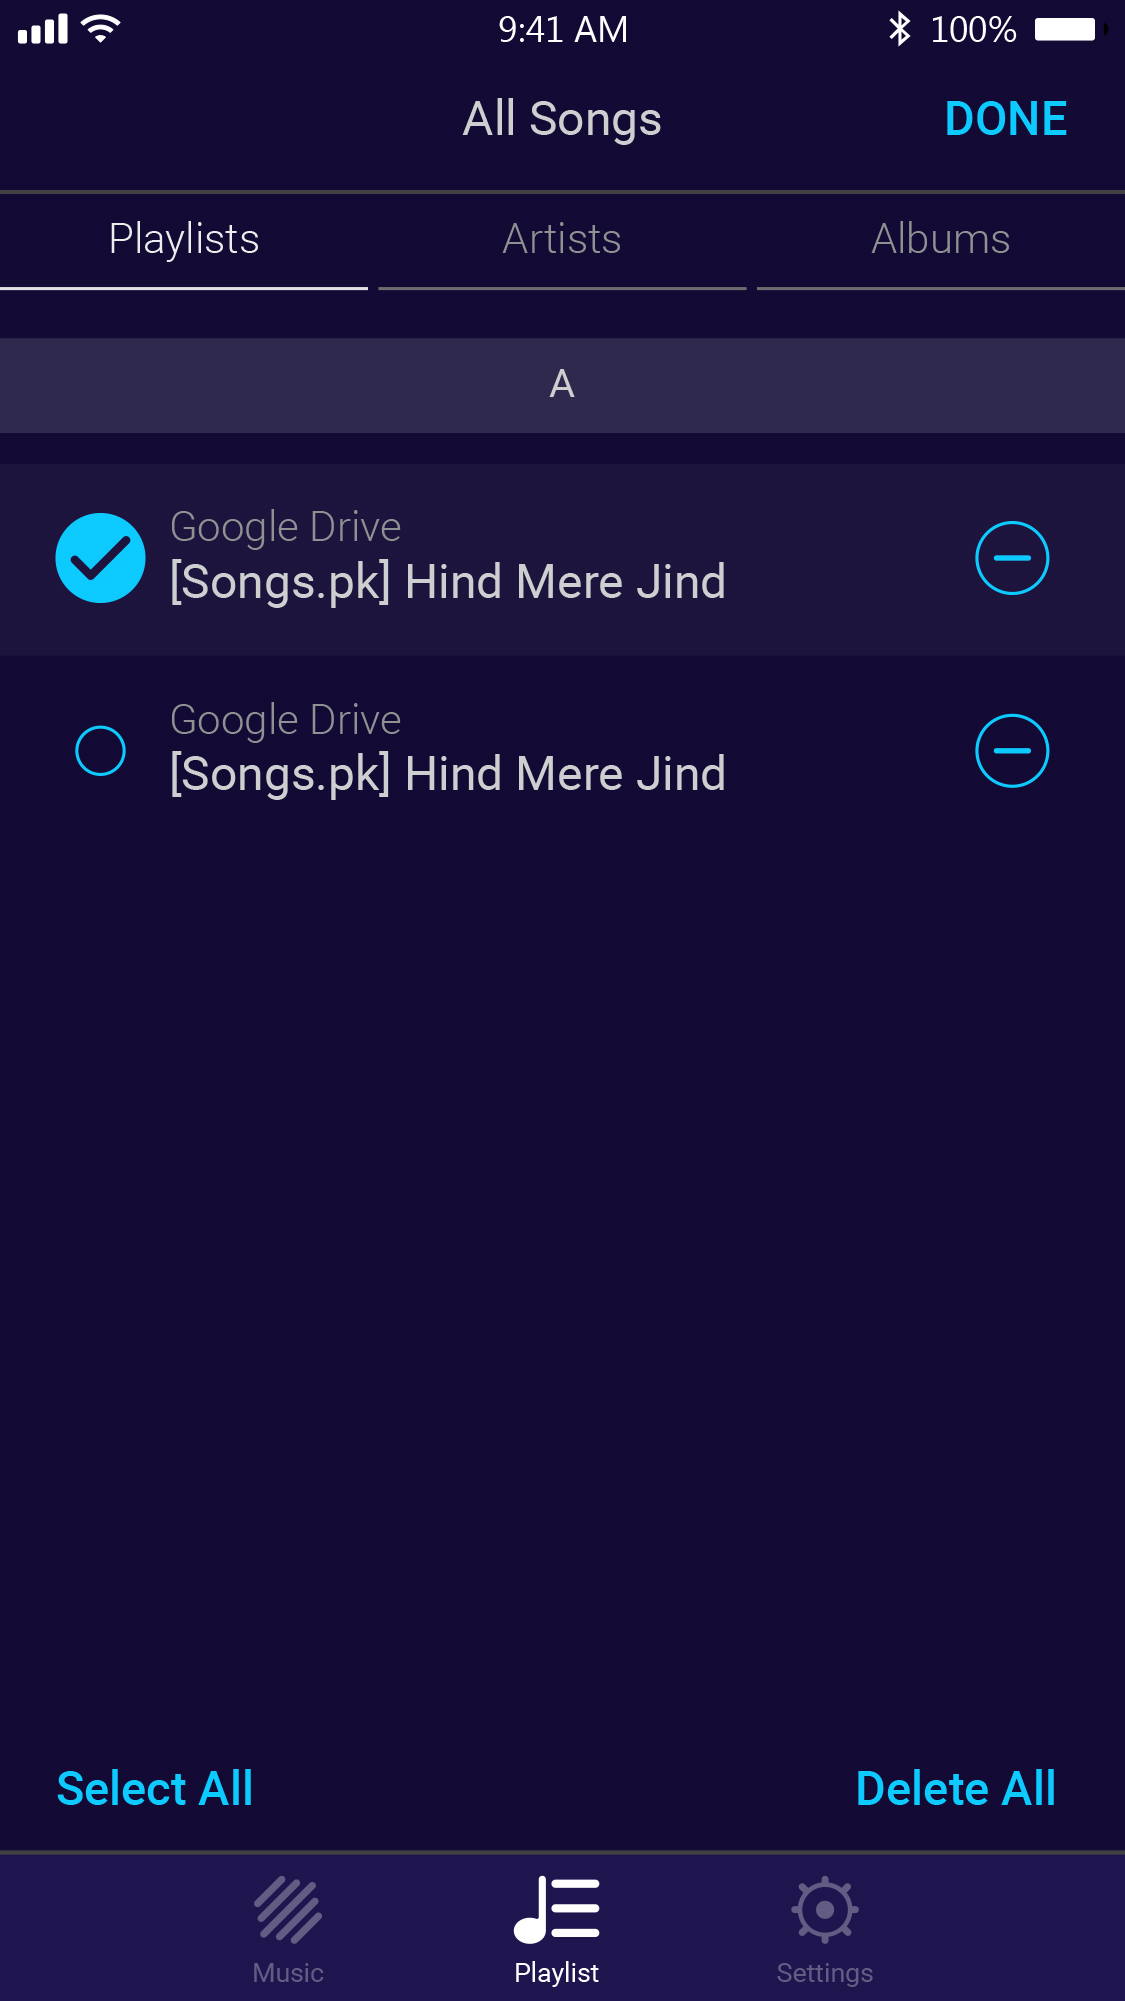 9:41 AM 100%
All Songs DONE
Playlists Artists Albums
A
Google Drive
[Songs.pk] Hind Mere Jind
Google Drive
[Songs.pk] Hind Mere Jind
Select All Delete All
Music Playlist Settings